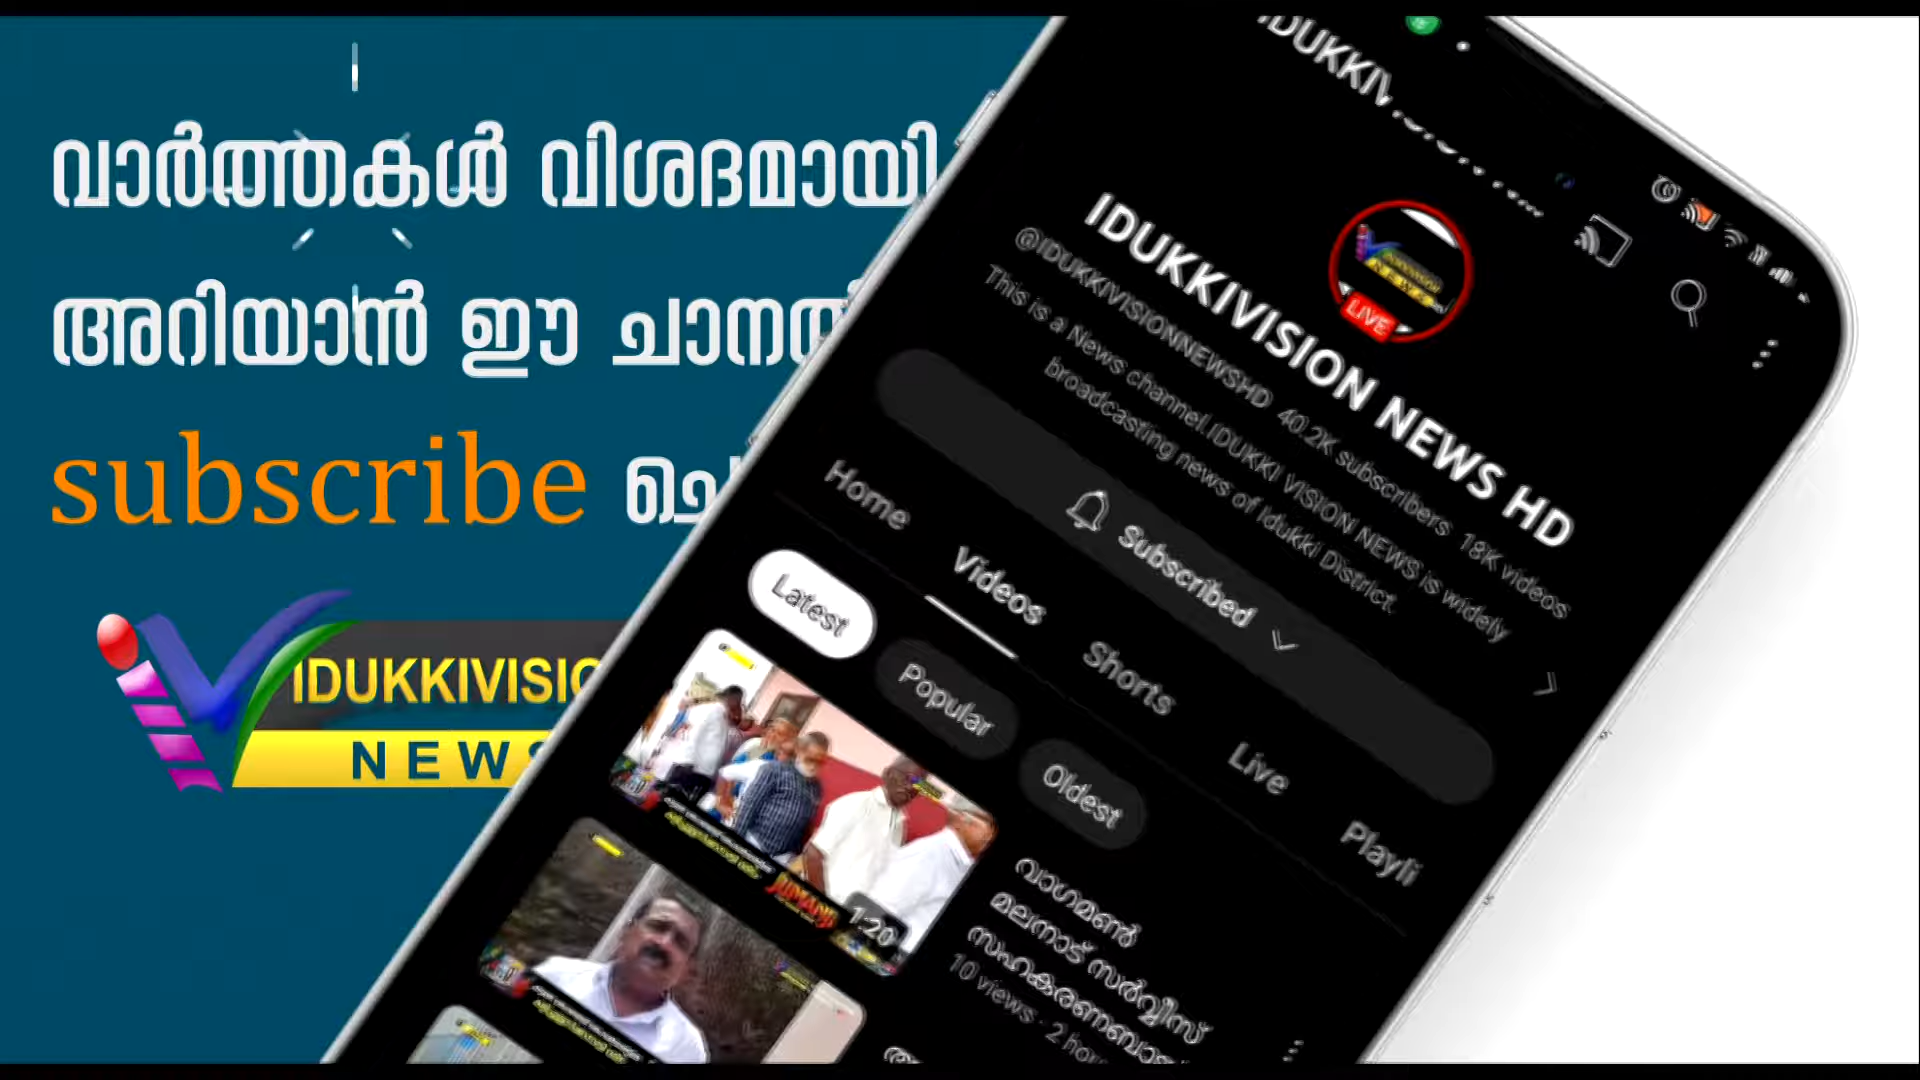 വാർത്തകൾ വിശദമായി
അറിയാൻ ഈ
subscribe
IDUKKIVISIO
NEWS
IDUKKIVISION NEWS HD
@IDUKKIVISIONNEWSHD 40.2K subscribers 18K videos
This is a News channel.IDUKKI VISION NEWS is widely
broadcasting news of Idukki District.
LIVE
Subscribed
Home Videos Shorts Live Playli
Latest Popular Oldest
JUMANJI
1:20
വാഗമൺ
മലനാട് സർവ്വീസ്
10 views · 2 hou